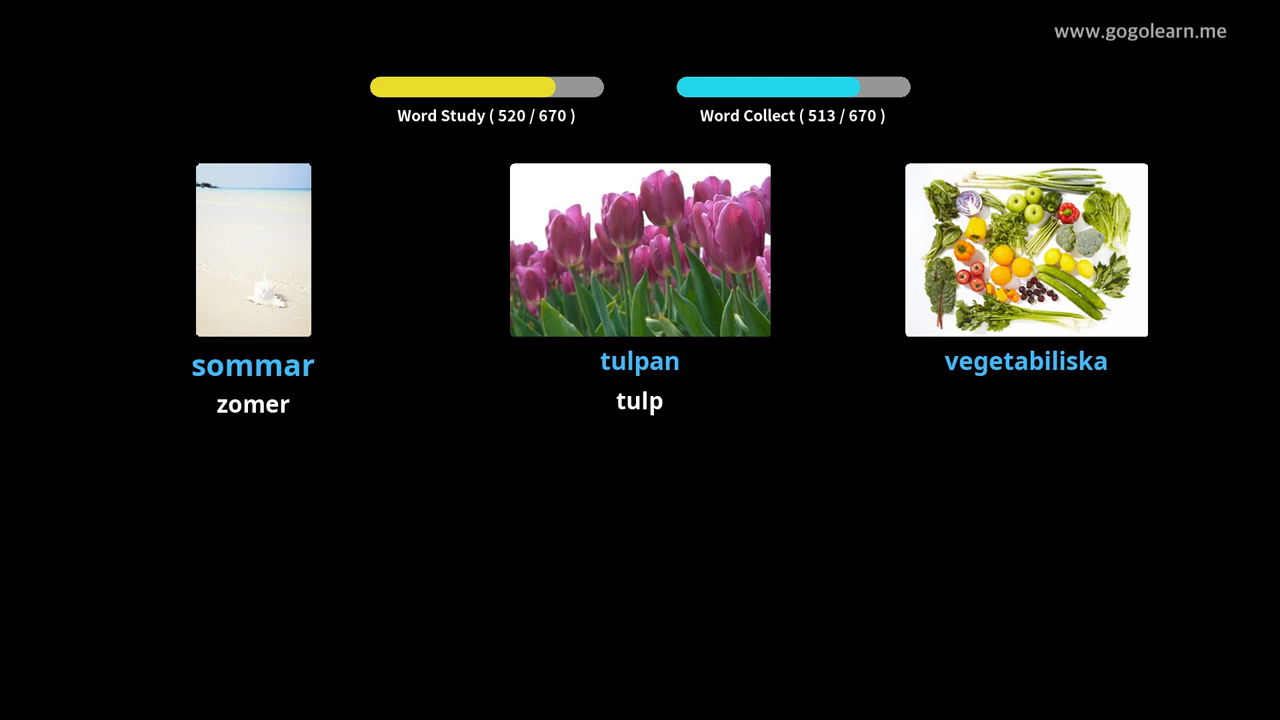 www.gogolearn.me
Word Study ( 520 / 670 )
Word Collect ( 513 / 670 )
sommar
tulpan
vegetabiliska
zomer
tulp